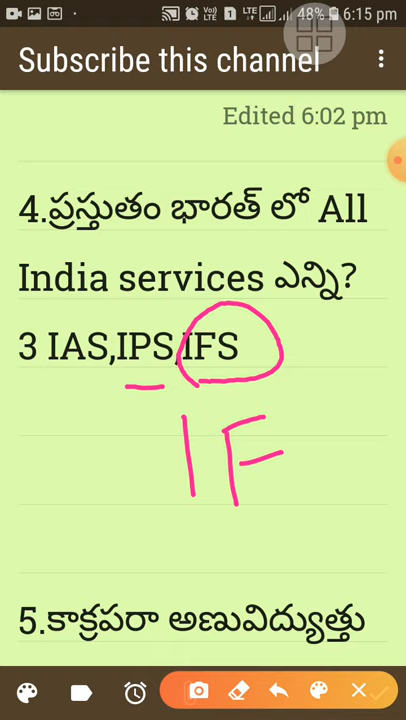 48% 6:15 pm
Subscribe this channel
Edited 6:02 pm
4.ప్రస్తుతం భారత్ లో All
India services ఎన్ని?
3 IAS,IPS,IFS
IF
5.కాక్రపరా అణువిద్యుత్తు